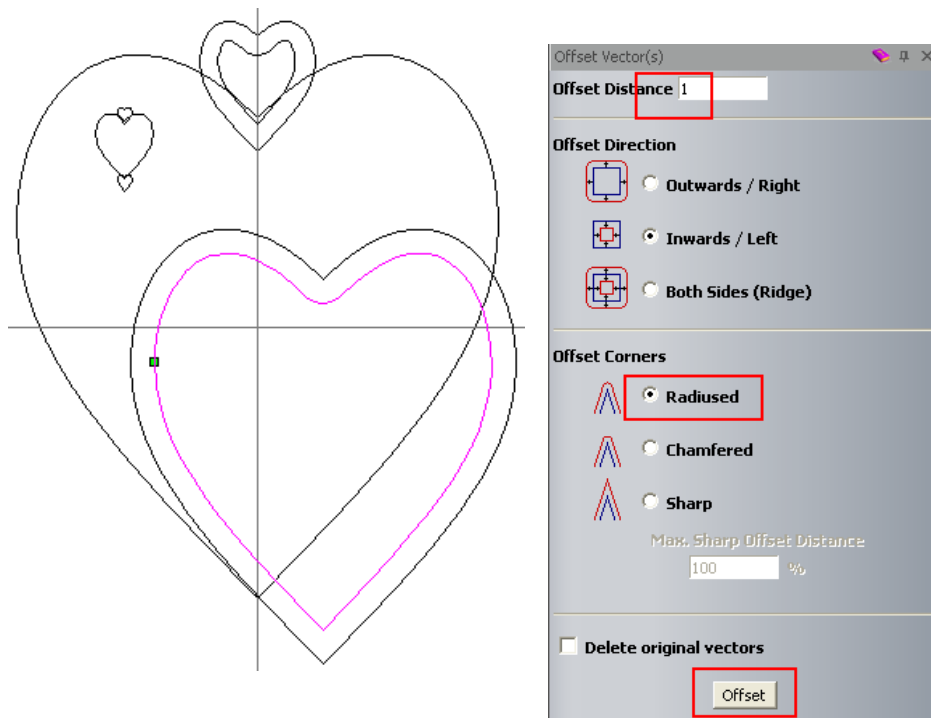 Offset Vector(s)
Offset Distance 1
Offset Direction
Outwards / Right
Inwards / Left
Both Sides (Ridge)
Offset Corners
Radiused
Chamfered
Sharp
Max. Sharp Offset Distance
100 %
Delete original vectors
Offset